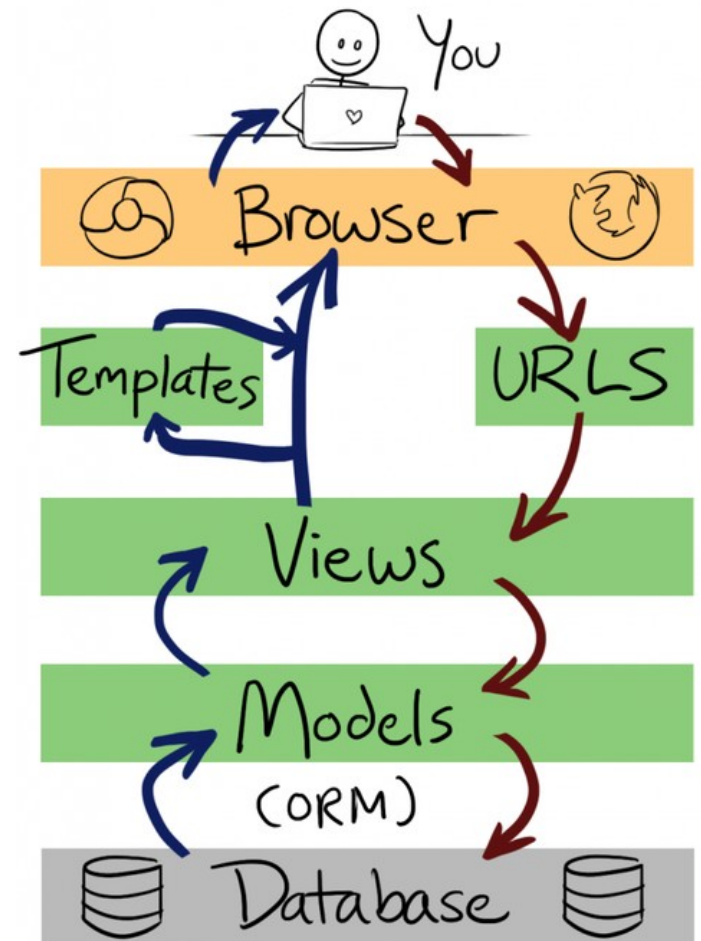 You
Browser
Templates
URLS
Views
Models
(ORM)
Database